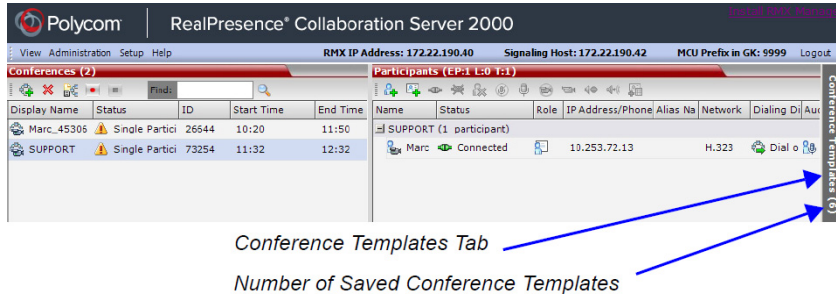 Polycom® RealPresence® Collaboration Server 2000
View Administration Setup Help RMX IP Address: 172.22.190.40 Signaling Host: 172.22.190.42 MCU Prefix in GK: 9999 Logout
Conferences (2) Participants (EP:1 L:0 T:1)
Find:
Display Name Status ID Start Time End Time Name Status Role IP Address/Phone Alias Na Network Dialing Di Auc
SUPPORT (1 participant)
Marc_45306 Single Partici 26644 10:20 11:50
SUPPORT Single Partici 73254 11:32 12:32 Marc Connected 10.253.72.13 H.323 Dial o
Conference Templates (6)
Conference Templates Tab
Number of Saved Conference Templates